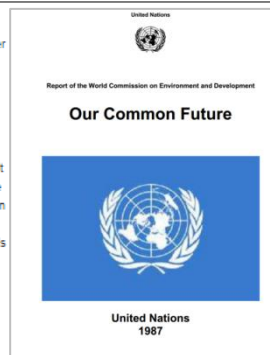 United Nations
Report of the World Commission on Environment and Development
Our Common Future
United Nations
1987